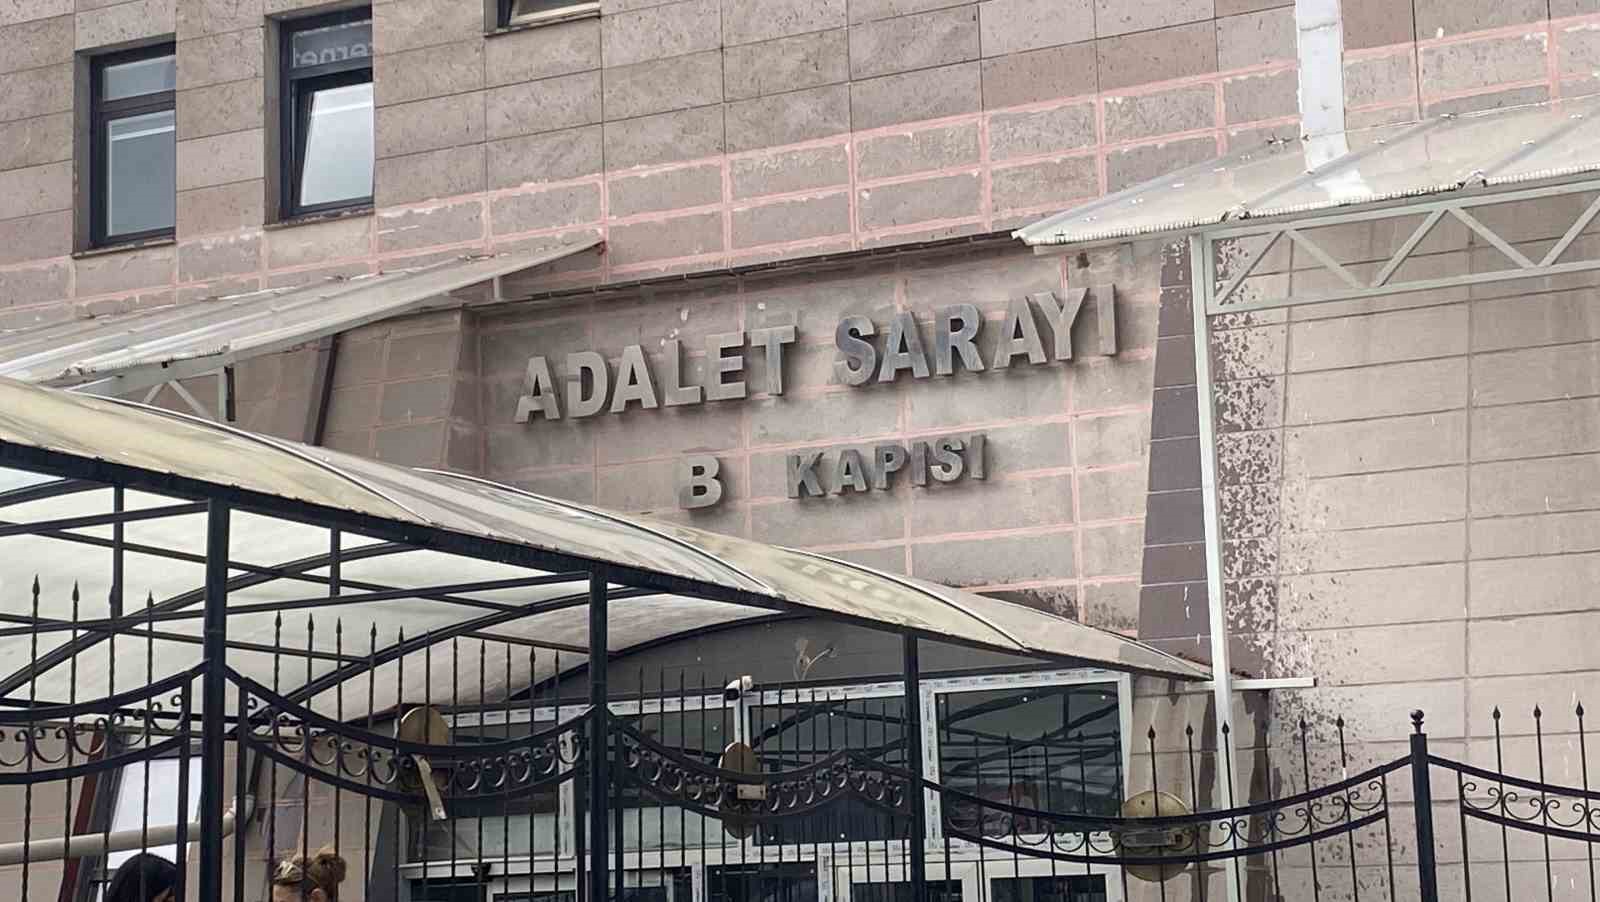 ADALET SARAYI
B KAPISI